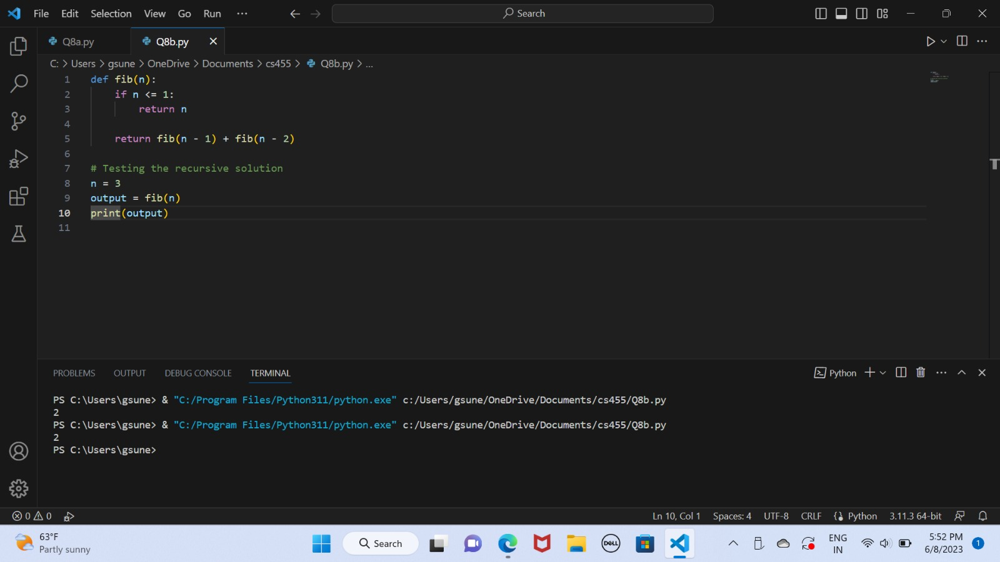 File Edit Selection View Go Run ··· Search
Q8a.py Q8b.py
C: > Users > gsune > OneDrive > Documents > cs455 > Q8b.py > ...
1 def fib(n):
2     if n <= 1:
3         return n
4
5     return fib(n - 1) + fib(n - 2)
6
7 # Testing the recursive solution
8 n = 3
9 output = fib(n)
10 print(output)
11
PROBLEMS OUTPUT DEBUG CONSOLE TERMINAL Python
PS C:\Users\gsune> & "C:/Program Files/Python311/python.exe" c:/Users/gsune/OneDrive/Documents/cs455/Q8b.py
2
PS C:\Users\gsune> & "C:/Program Files/Python311/python.exe" c:/Users/gsune/OneDrive/Documents/cs455/Q8b.py
2
PS C:\Users\gsune>
0 0 Ln 10, Col 1 Spaces: 4 UTF-8 CRLF Python 3.11.3 64-bit
63°F
Partly sunny
Search
DELL
ENG
IN
5:52 PM
6/8/2023
1